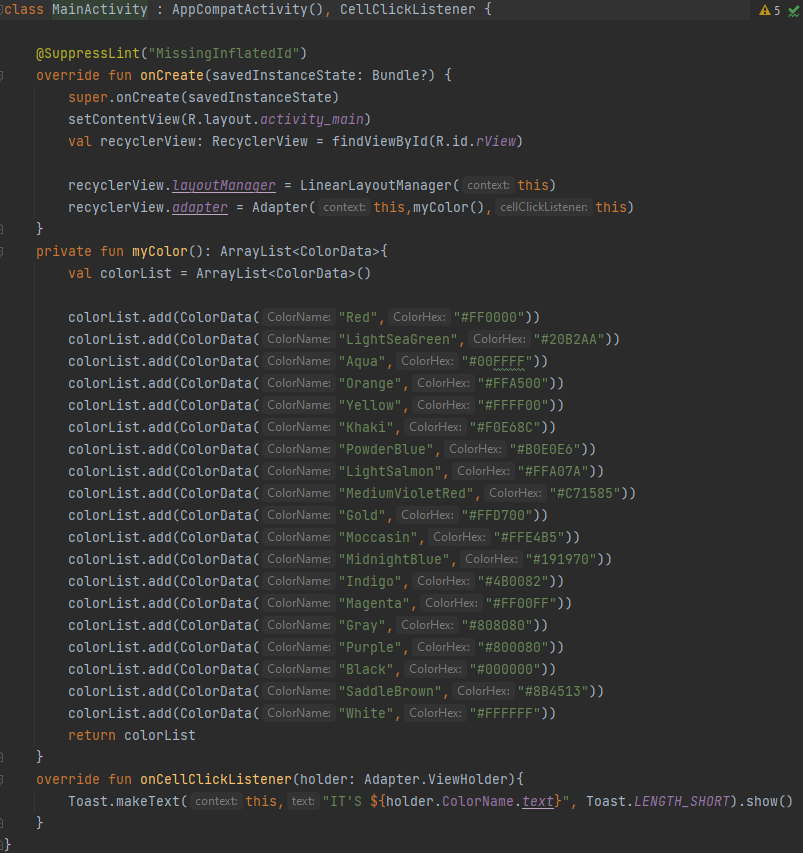 class MainActivity : AppCompatActivity(), CellClickListener {
5
@SuppressLint("MissingInflatedId")
override fun onCreate(savedInstanceState: Bundle?) {
super.onCreate(savedInstanceState)
setContentView(R.layout.activity_main)
val recyclerView: RecyclerView = findViewById(R.id.rView)
recyclerView.layoutManager = LinearLayoutManager( context: this)
recyclerView.adapter = Adapter( context: this,myColor(), cellClickListener: this)
}
private fun myColor(): ArrayList<ColorData>{
val colorList = ArrayList<ColorData>()
colorList.add(ColorData( ColorName: "Red", ColorHex: "#FF0000"))
colorList.add(ColorData( ColorName: "LightSeaGreen", ColorHex: "#20B2AA"))
colorList.add(ColorData( ColorName: "Aqua", ColorHex: "#00FFFF"))
colorList.add(ColorData( ColorName: "Orange", ColorHex: "#FFA500"))
colorList.add(ColorData( ColorName: "Yellow", ColorHex: "#FFFF00"))
colorList.add(ColorData( ColorName: "Khaki", ColorHex: "#F0E68C"))
colorList.add(ColorData( ColorName: "PowderBlue", ColorHex: "#B0E0E6"))
colorList.add(ColorData( ColorName: "LightSalmon", ColorHex: "#FFA07A"))
colorList.add(ColorData( ColorName: "MediumVioletRed", ColorHex: "#C71585"))
colorList.add(ColorData( ColorName: "Gold", ColorHex: "#FFD700"))
colorList.add(ColorData( ColorName: "Moccasin", ColorHex: "#FFE4B5"))
colorList.add(ColorData( ColorName: "MidnightBlue", ColorHex: "#191970"))
colorList.add(ColorData( ColorName: "Indigo", ColorHex: "#4B0082"))
colorList.add(ColorData( ColorName: "Magenta", ColorHex: "#FF00FF"))
colorList.add(ColorData( ColorName: "Gray", ColorHex: "#808080"))
colorList.add(ColorData( ColorName: "Purple", ColorHex: "#800080"))
colorList.add(ColorData( ColorName: "Black", ColorHex: "#000000"))
colorList.add(ColorData( ColorName: "SaddleBrown", ColorHex: "#8B4513"))
colorList.add(ColorData( ColorName: "White", ColorHex: "#FFFFFF"))
return colorList
}
override fun onCellClickListener(holder: Adapter.ViewHolder){
Toast.makeText( context: this, text: "IT'S ${holder.ColorName.text}", Toast.LENGTH_SHORT).show()
}
}